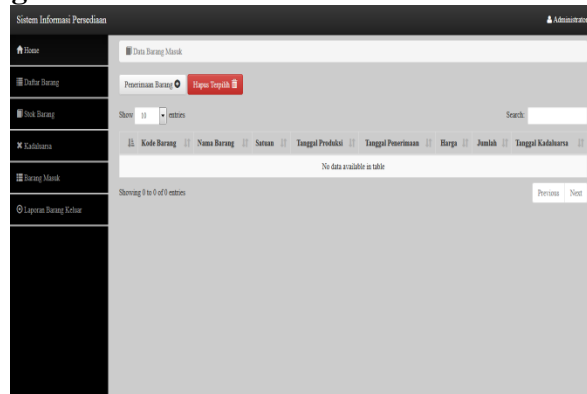 Sistem Informasi Persediaan
Administrator
Home
Data Barang Masuk
Daftar Barang
Penerimaan Barang
Hapus Terpilih
Stok Barang
Show 10 entries
Search:
Kadaluarsa
Kode Barang Nama Barang Satuan Tanggal Produksi Tanggal Penerimaan Harga Jumlah Tanggal Kadaluarsa
No data available in table
Barang Masuk
Showing 0 to 0 of 0 entries
Previous Next
Laporan Barang Keluar